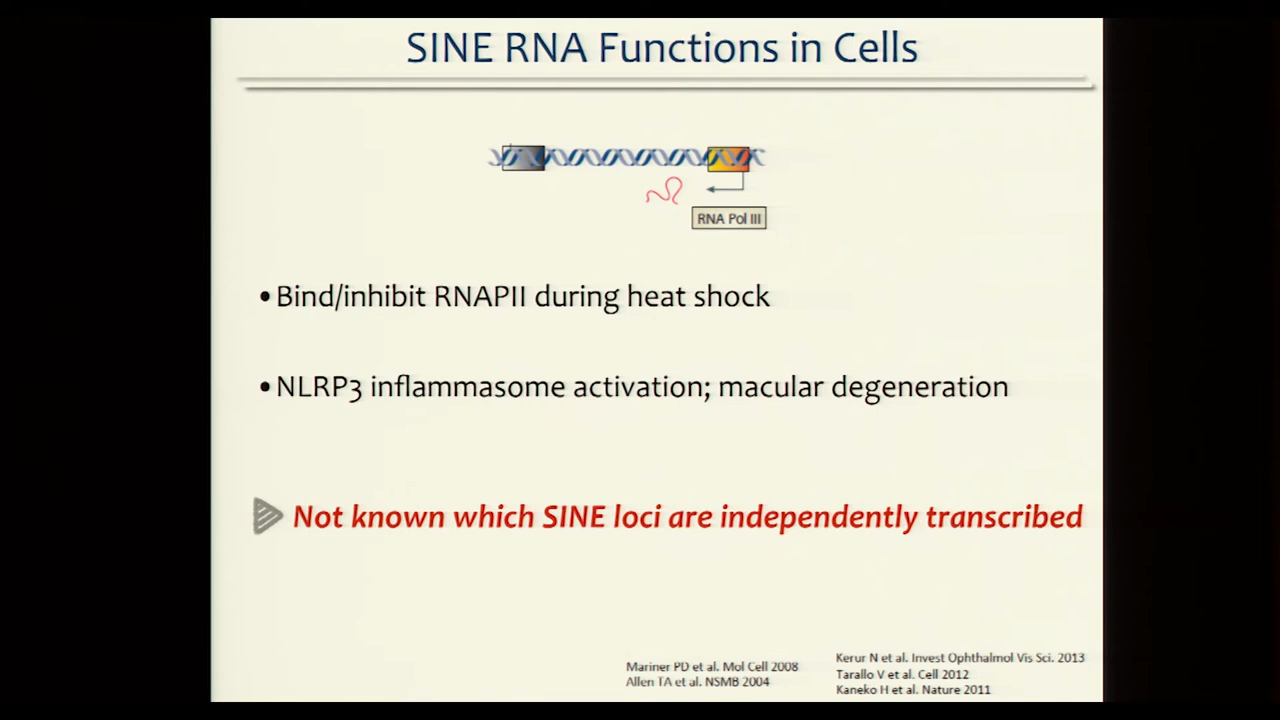 SINE RNA Functions in Cells
RNA Pol III
•Bind/inhibit RNAPII during heat shock
•NLRP3 inflammasome activation; macular degeneration
Not known which SINE loci are independently transcribed
Mariner PD et al. Mol Cell 2008
Allen TA et al. NSMB 2004
Kerur N et al. Invest Ophthalmol Vis Sci. 2013
Tarallo V et al. Cell 2012
Kaneko H et al. Nature 2011